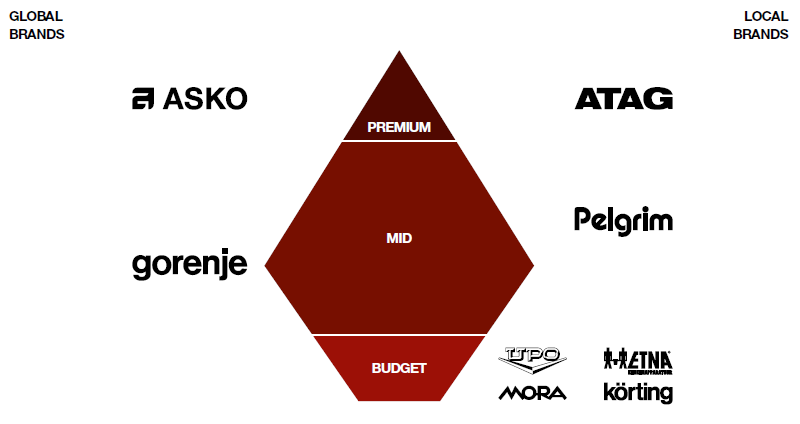 GLOBAL
BRANDS
LOCAL
BRANDS
ASKO
ATAG
PREMIUM
Pelgrim
MID
gorenje
UPO
ETNA
BUDGET
MORA
körting